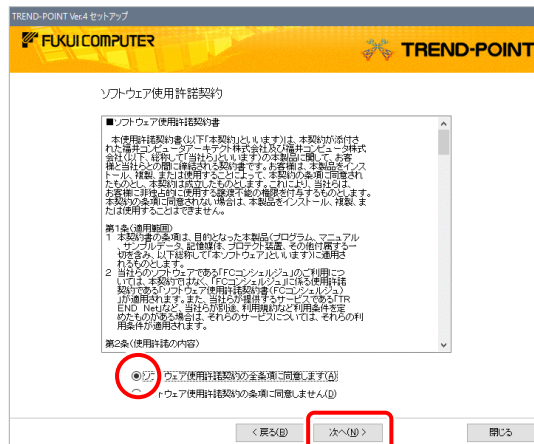 TREND-POINT Ver.4 セットアップ
FUKUI COMPUTER
TREND-POINT
ソフトウェア使用許諾契約
■ソフトウェア使用許諾契約書
本使用許諾契約書(以下「本契約」といいます)は、本契約が添付さ
れた福井コンピュータアーキテクト株式会社及び福井コンピュータ株式
会社(以下、総称して「当社ら」といいます)の本製品に関して、お客
様と当社らとの間に締結される契約書です。お客様は、本製品をインス
トール、複製、または使用することによって、本契約の条項に同意され
たものとし、本契約は成立したものとします。これにより、当社らは、
お客様に非独占的に使用する譲渡不能の権限を付与するものとします。
本契約の条項に同意されない場合は、本製品をインストール、複製、ま
たは使用することはできません。
第1条(適用範囲)
1 本契約書の条項は、目的となった本製品(プログラム、マニュアル
、サンプルデータ、記憶媒体、プロテクト装置、その他付属する一
切を含み、以下総称して「本ソフトウェア」といいます)に適用さ
れるものとします。
2 当社らのソフトウェアである「FCコンシェルジュ」のご利用につ
いては、本契約ではなく、「FCコンシェルジュ」に係る使用許諾
契約である「ソフトウェア使用許諾契約書(FCコンシェルジュ)
」が適用されます。また、当社らが提供するサービスである「TR
END Net」など、当社らが別途、利用規約など利用条件を定
めたものがある場合は、それらのサービスについては、それらの利
用条件が適用されます。
第2条(使用許諾の内容)
ソフトウェア使用許諾契約の全条項に同意します(A)
トウェア使用許諾契約の条項に同意しません(D)
< 戻る(B)
次へ(N) >
閉じる